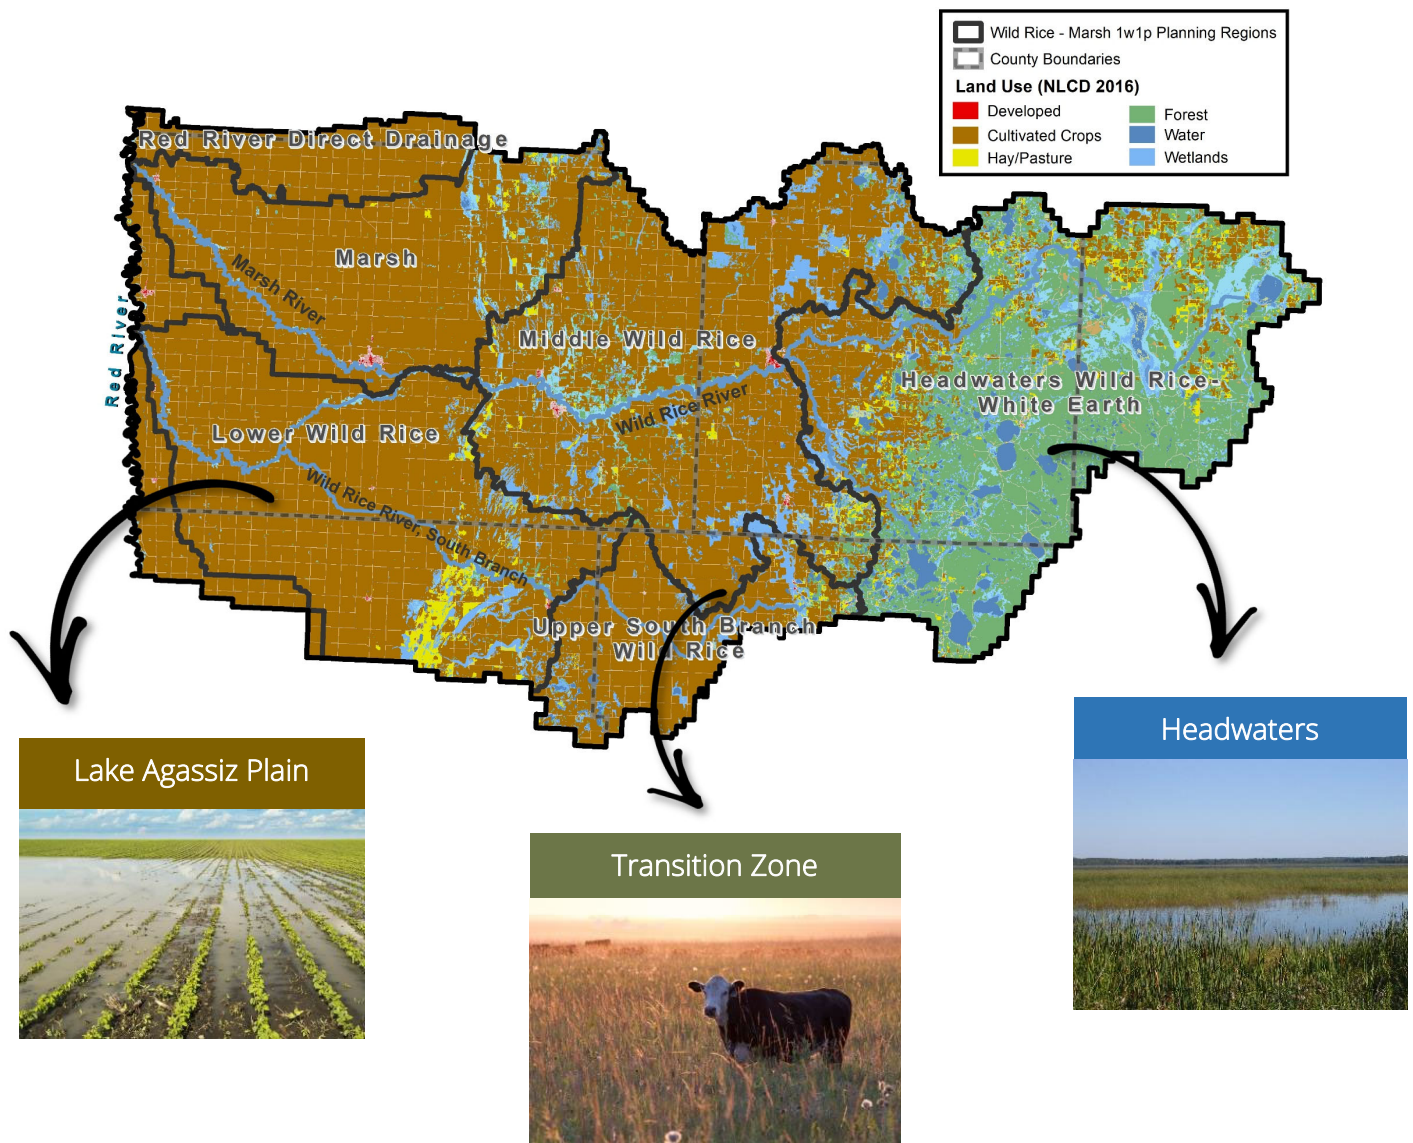 Wild Rice - Marsh 1w1p Planning Regions
County Boundaries
Land Use (NLCD 2016)
Developed
Cultivated Crops
Hay/Pasture
Forest
Water
Wetlands
Red River Direct Drainage
Marsh
Marsh River
Red River
Middle Wild Rice
Wild Rice River
Headwaters Wild Rice-
White Earth
Lower Wild Rice
Wild Rice River, South Branch
Upper South Branch
Wild Rice
Lake Agassiz Plain
Transition Zone
Headwaters